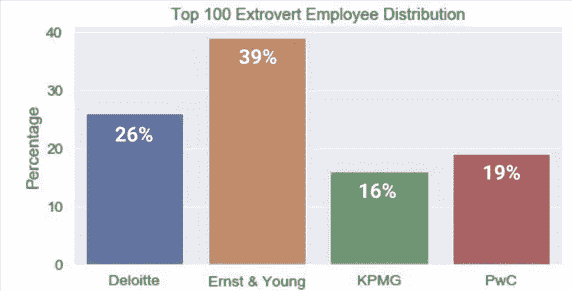 Top 100 Extrovert Employee Distribution
Percentage
40
30
20
10
0
26%
39%
16%
19%
Deloitte
Ernst & Young
KPMG
PwC